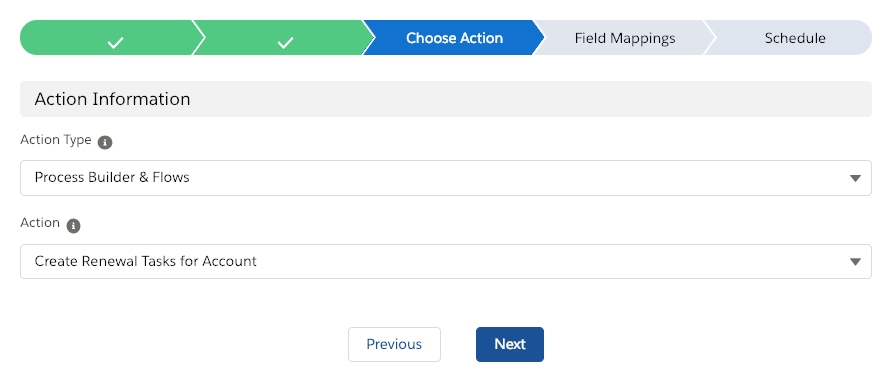 Choose Action
Field Mappings
Schedule
Action Information
Action Type
Process Builder & Flows
Action
Create Renewal Tasks for Account
Previous
Next